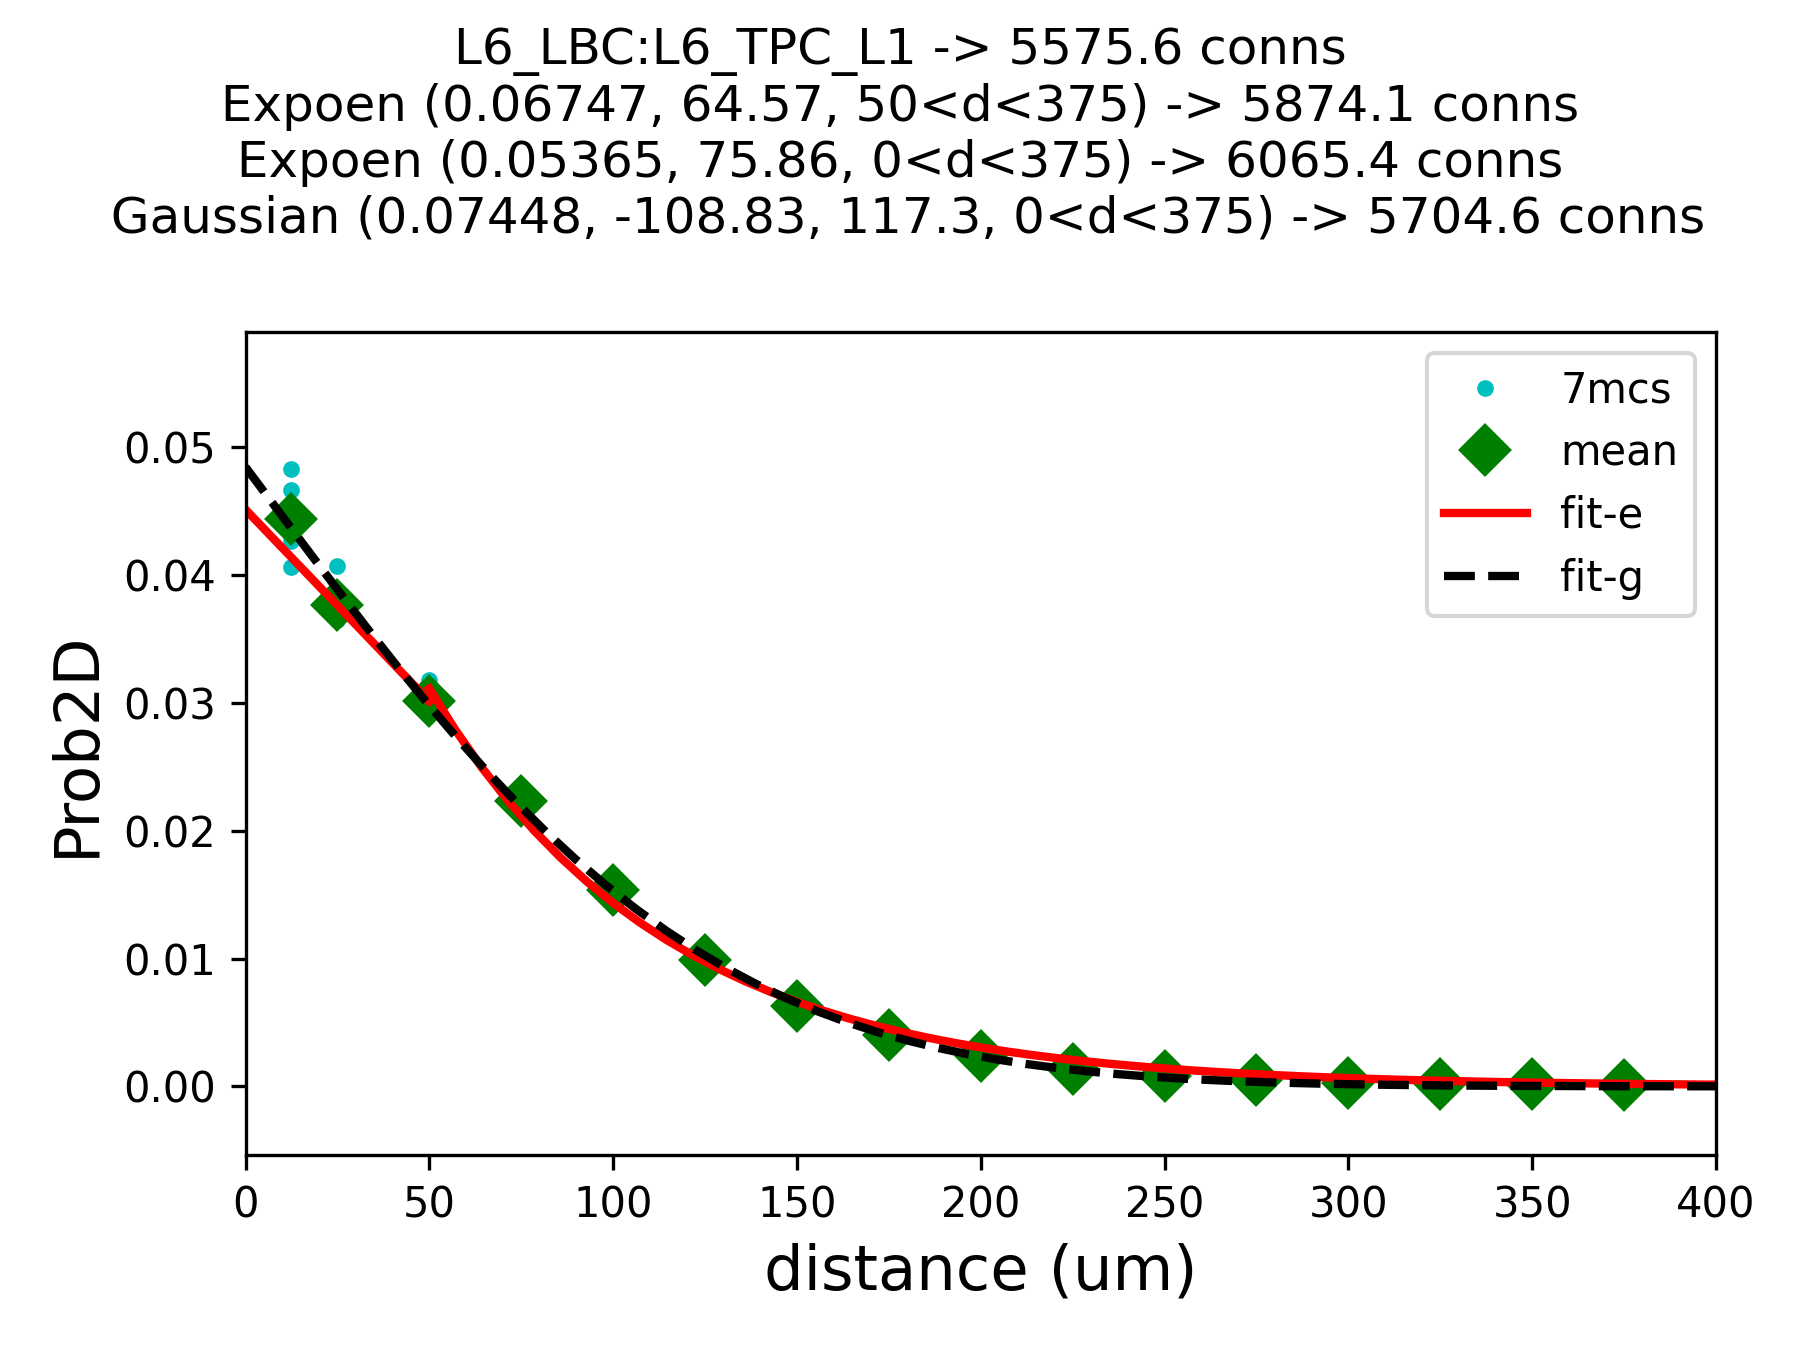 L6_LBC:L6_TPC_L1 -> 5575.6 conns
Expoen (0.06747, 64.57, 50<d<375) -> 5874.1 conns
Expoen (0.05365, 75.86, 0<d<375) -> 6065.4 conns
Gaussian (0.07448, -108.83, 117.3, 0<d<375) -> 5704.6 conns
7mcs
mean
fit-e
fit-g
Prob2D
0.05
0.04
0.03
0.02
0.01
0.00
0 50 100 150 200 250 300 350 400
distance (um)